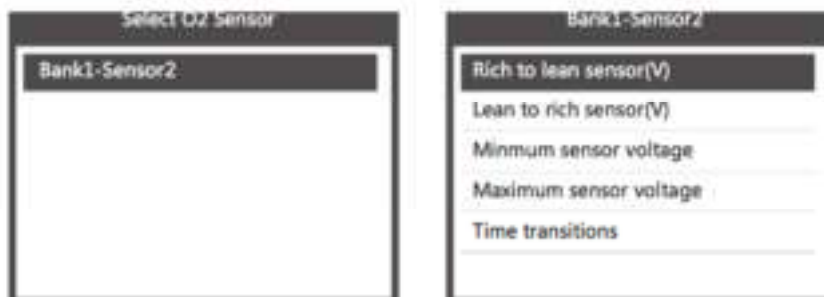 Select O2 Sensor
Bank1-Sensor2
Bank1-Sensor2
Rich to lean sensor(V)
Lean to rich sensor(V)
Minmum sensor voltage
Maximum sensor voltage
Time transitions